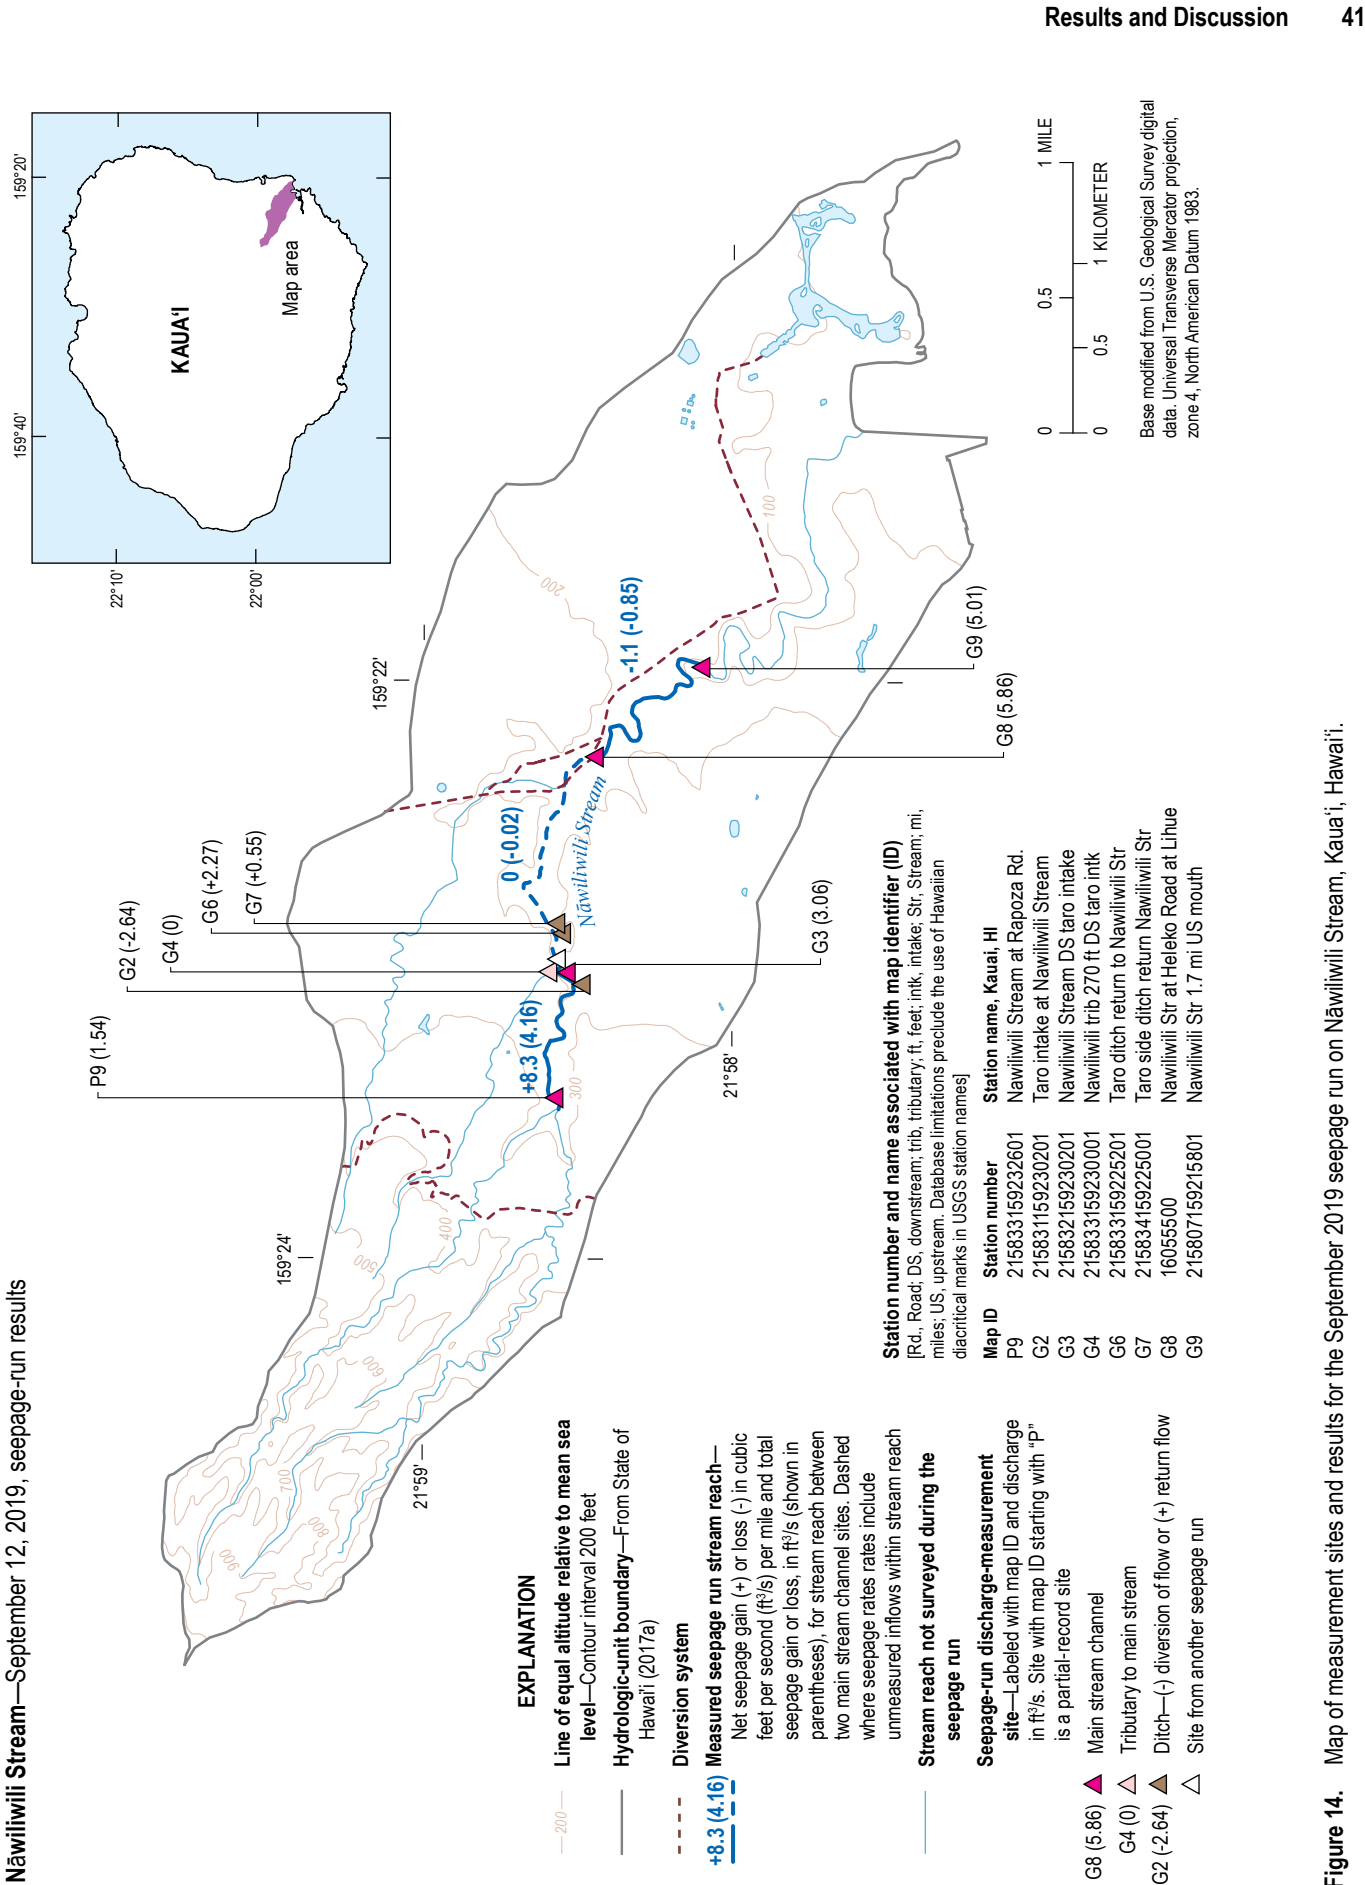 Results and Discussion 41
Nāwiliwili Stream—September 12, 2019, seepage-run results
159°40'
159°20'
22°10'
22°00'
KAUAʻI
Map area
159°24'
159°22'
21°59'
21°58'
P9 (1.54)
G2 (-2.64)
G4 (0)
G6 (+2.27)
G7 (+0.55)
G3 (3.06)
G8 (5.86)
G9 (5.01)
+8.3 (4.16)
0 (-0.02)
-1.1 (-0.85)
Nāwiliwili Stream
900
800
700
600
500
400
300
200
100
0 0.5 1 MILE
0 0.5 1 KILOMETER
Base modified from U.S. Geological Survey digital
data. Universal Transverse Mercator projection,
zone 4, North American Datum 1983.
EXPLANATION
200
Line of equal altitude relative to mean sea
level—Contour interval 200 feet
Hydrologic-unit boundary—From State of
Hawaiʻi (2017a)
Diversion system
+8.3 (4.16) Measured seepage run stream reach—
Net seepage gain (+) or loss (-) in cubic
feet per second (ft³/s) per mile and total
seepage gain or loss, in ft³/s (shown in
parentheses), for stream reach between
two main stream channel sites. Dashed
where seepage rates rates include
unmeasured inflows within stream reach
Stream reach not surveyed during the
seepage run
Seepage-run discharge-measurement
site—Labeled with map ID and discharge
in ft³/s. Site with map ID starting with “P”
is a partial-record site
G8 (5.86) Main stream channel
G4 (0) Tributary to main stream
G2 (-2.64) Ditch—(-) diversion of flow or (+) return flow
Site from another seepage run
Station number and name associated with map identifier (ID)
[Rd., Road; DS, downstream; trib, tributary; ft, feet; intk, intake; Str, Stream; mi,
miles; US, upstream. Database limitations preclude the use of Hawaiian
diacritical marks in USGS station names]
Map ID Station number Station name, Kauai, HI
P9 215833159232601 Nawiliwili Stream at Rapoza Rd.
G2 215831159230201 Taro intake at Nawiliwili Stream
G3 215832159230201 Nawiliwili Stream DS taro intake
G4 215833159230001 Nawiliwili trib 270 ft DS taro intk
G6 215833159225201 Taro ditch return to Nawiliwili Str
G7 215834159225001 Taro side ditch return Nawiliwili Str
G8 16055500 Nawiliwili Str at Heleko Road at Lihue
G9 215807159215801 Nawiliwili Str 1.7 mi US mouth
Figure 14. Map of measurement sites and results for the September 2019 seepage run on Nāwiliwili Stream, Kauaʻi, Hawaiʻi.